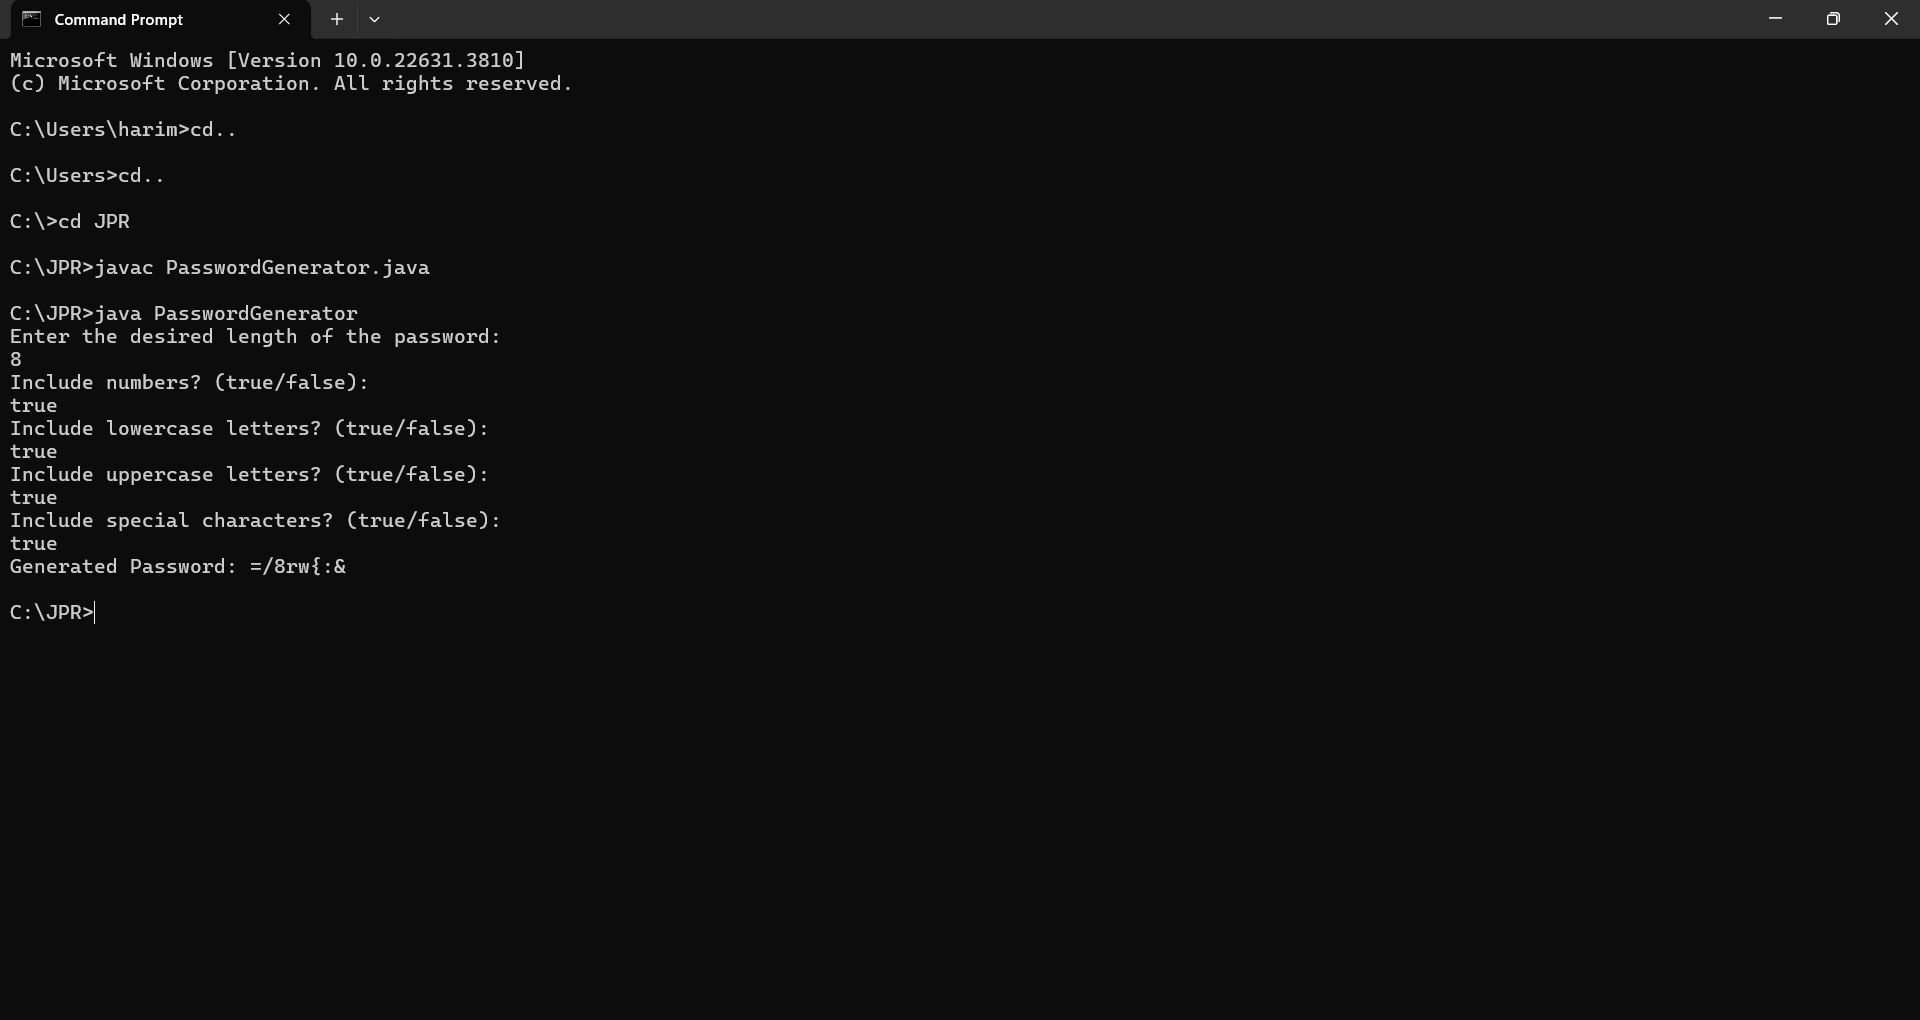 Command Prompt
Microsoft Windows [Version 10.0.22631.3810]
(c) Microsoft Corporation. All rights reserved.
C:\Users\harim>cd..
C:\Users>cd..
C:\>cd JPR
C:\JPR>javac PasswordGenerator.java
C:\JPR>java PasswordGenerator
Enter the desired length of the password:
8
Include numbers? (true/false):
true
Include lowercase letters? (true/false):
true
Include uppercase letters? (true/false):
true
Include special characters? (true/false):
true
Generated Password: =/8rw{:&
C:\JPR>